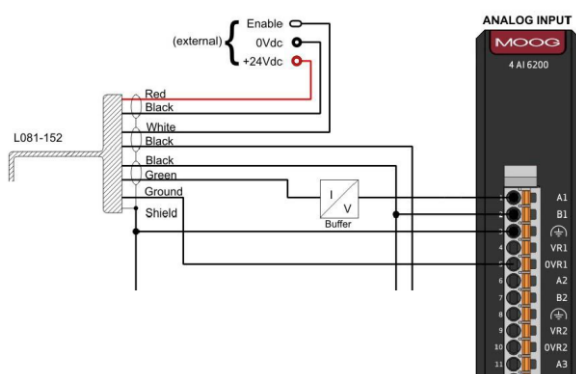 ANALOG INPUT
MOOG
4 AI 6200
Enable
(external)
0Vdc
+24Vdc
Red
Black
White
Black
Black
Green
Ground
Shield
L081-152
I
V
Buffer
1 A1
2 B1
3
4 VR1
5 0VR1
6 A2
7 B2
8
9 VR2
10 0VR2
11 A3